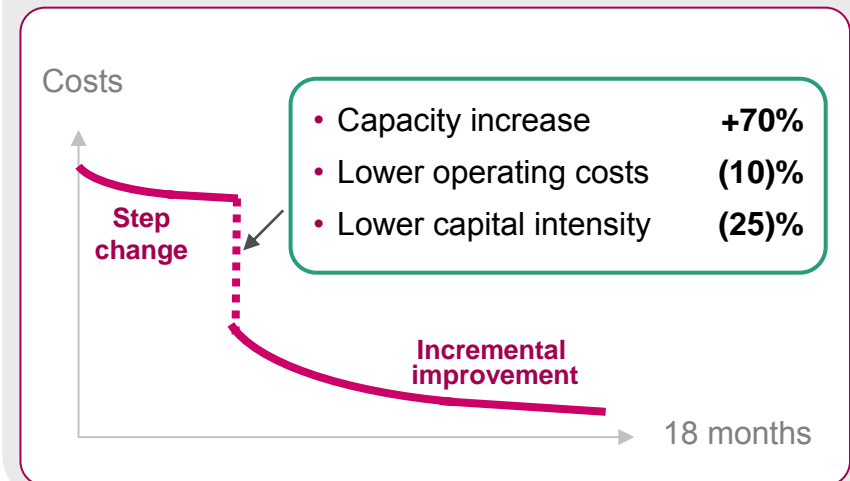 Costs
• Capacity increase +70%
• Lower operating costs (10)%
• Lower capital intensity (25)%
Step
change
Incremental
improvement
18 months